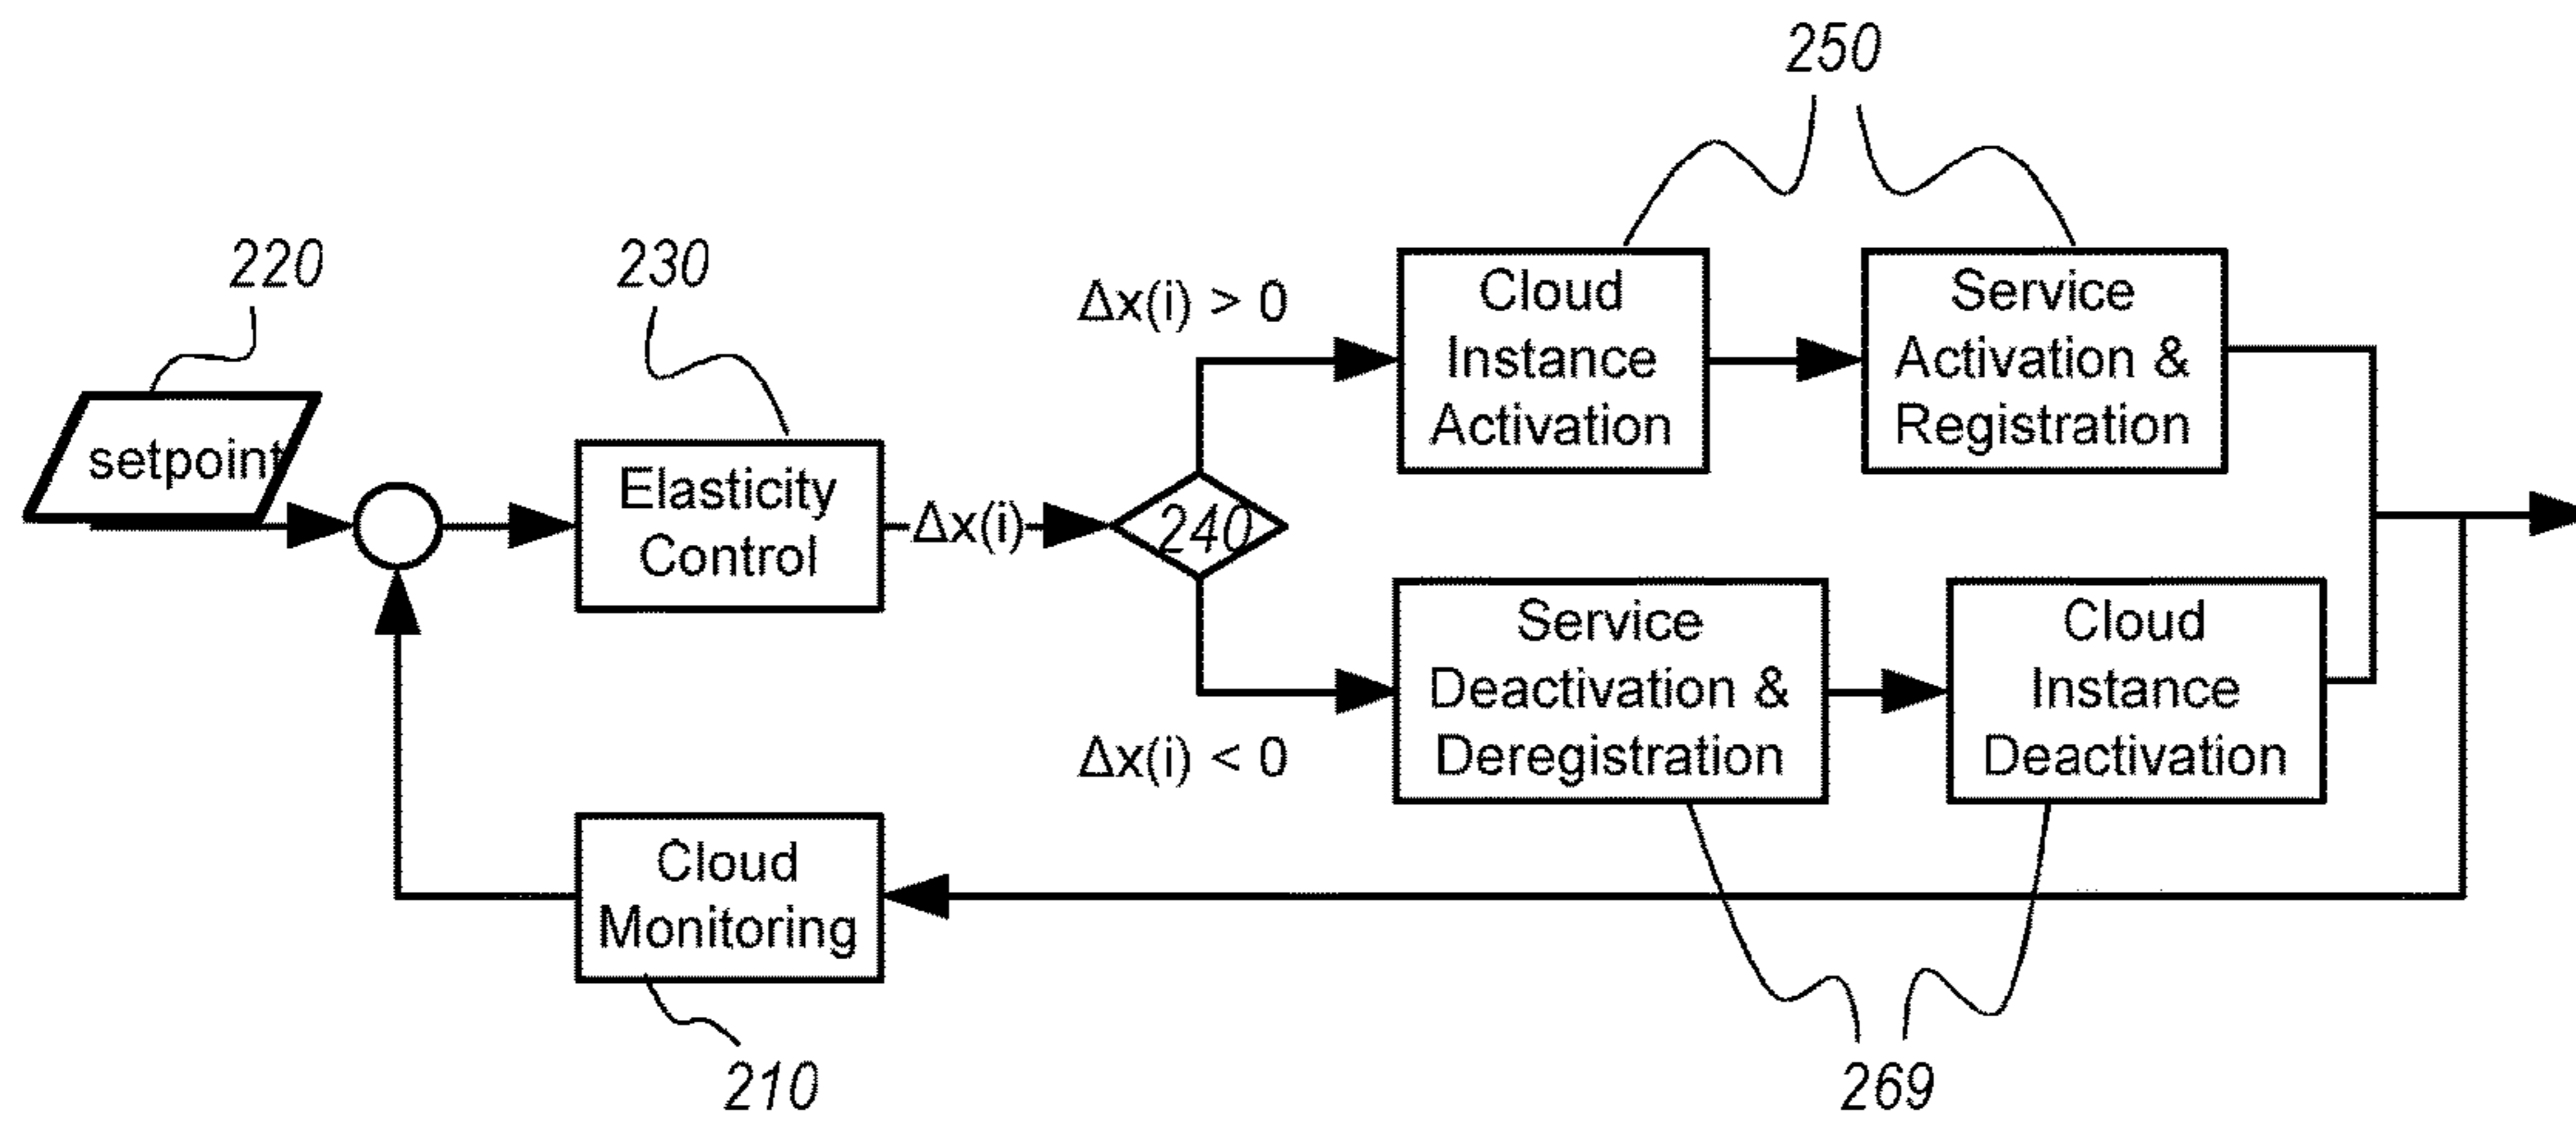 250
220
230
Δx(i) > 0
Cloud
Instance
Activation
Service
Activation &
Registration
setpoint
Elasticity
Control
Δx(i)
240
Δx(i) < 0
Service
Deactivation &
Deregistration
Cloud
Instance
Deactivation
Cloud
Monitoring
210
269